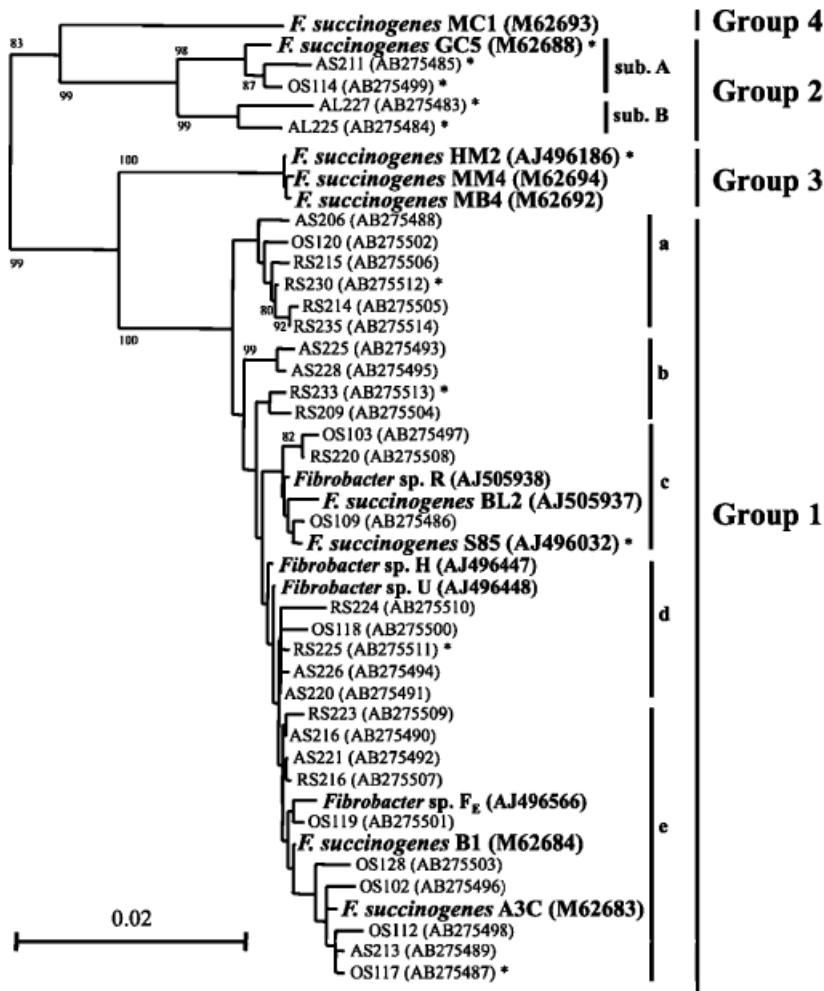 83
F. succinogenes MC1 (M62693)
Group 4
98
F. succinogenes GC5 (M62688) *
AS211 (AB275485) *
sub. A
87
OS114 (AB275499) *
Group 2
99
AL227 (AB275483) *
99
sub. B
AL225 (AB275484) *
100
F. succinogenes HM2 (AJ496186) *
F. succinogenes MM4 (M62694)
Group 3
F. succinogenes MB4 (M62692)
AS206 (AB275488)
a
OS120 (AB275502)
99
RS215 (AB275506)
RS230 (AB275512) *
80
RS214 (AB275505)
92
RS235 (AB275514)
100
99
AS225 (AB275493)
b
AS228 (AB275495)
RS233 (AB275513) *
RS209 (AB275504)
82
OS103 (AB275497)
RS220 (AB275508)
Fibrobacter sp. R (AJ505938)
c
F. succinogenes BL2 (AJ505937)
Group 1
OS109 (AB275486)
F. succinogenes S85 (AJ496032) *
Fibrobacter sp. H (AJ496447)
Fibrobacter sp. U (AJ496448)
RS224 (AB275510)
d
OS118 (AB275500)
RS225 (AB275511) *
AS226 (AB275494)
AS220 (AB275491)
RS223 (AB275509)
AS216 (AB275490)
AS221 (AB275492)
RS216 (AB275507)
Fibrobacter sp. FE (AJ496566)
OS119 (AB275501)
e
F. succinogenes B1 (M62684)
OS128 (AB275503)
OS102 (AB275496)
F. succinogenes A3C (M62683)
0.02
OS112 (AB275498)
AS213 (AB275489)
OS117 (AB275487) *